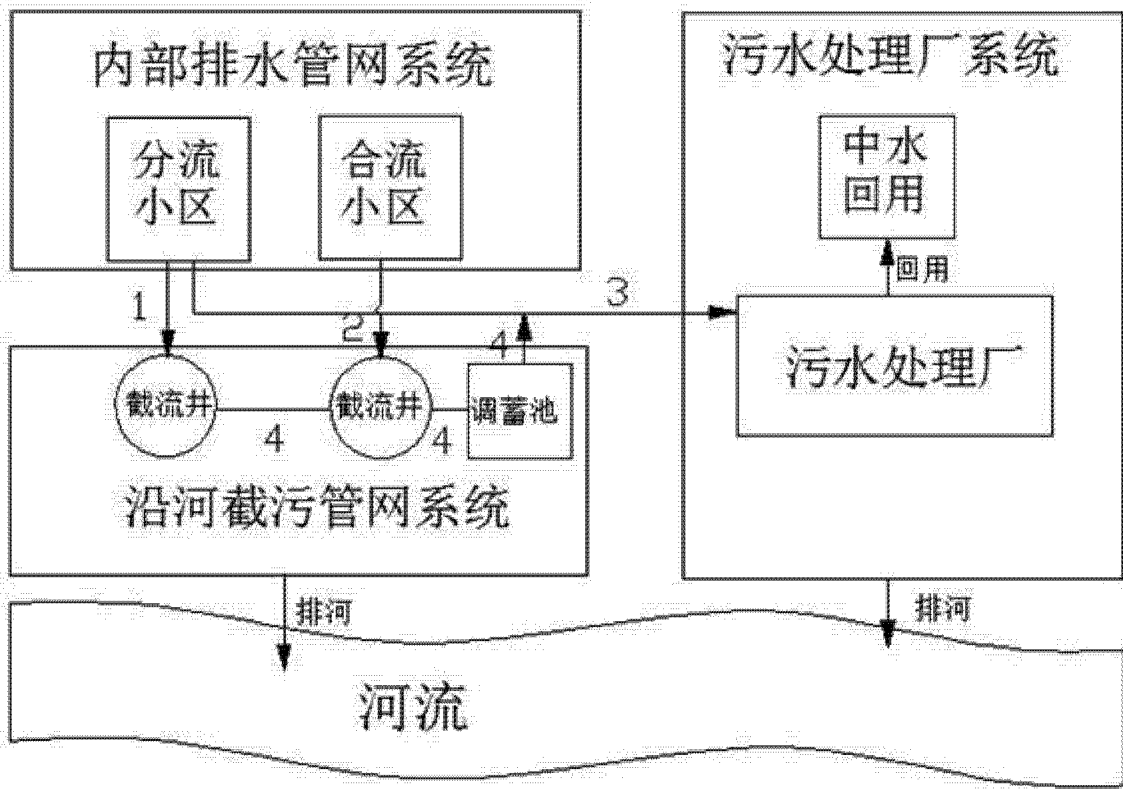 内部排水管网系统
分流
小区
合流
小区
污水处理厂系统
中水
回用
回用
1
2
3
4
污水处理厂
截流井
截流井
调蓄池
4
4
沿河截污管网系统
排河
排河
河流